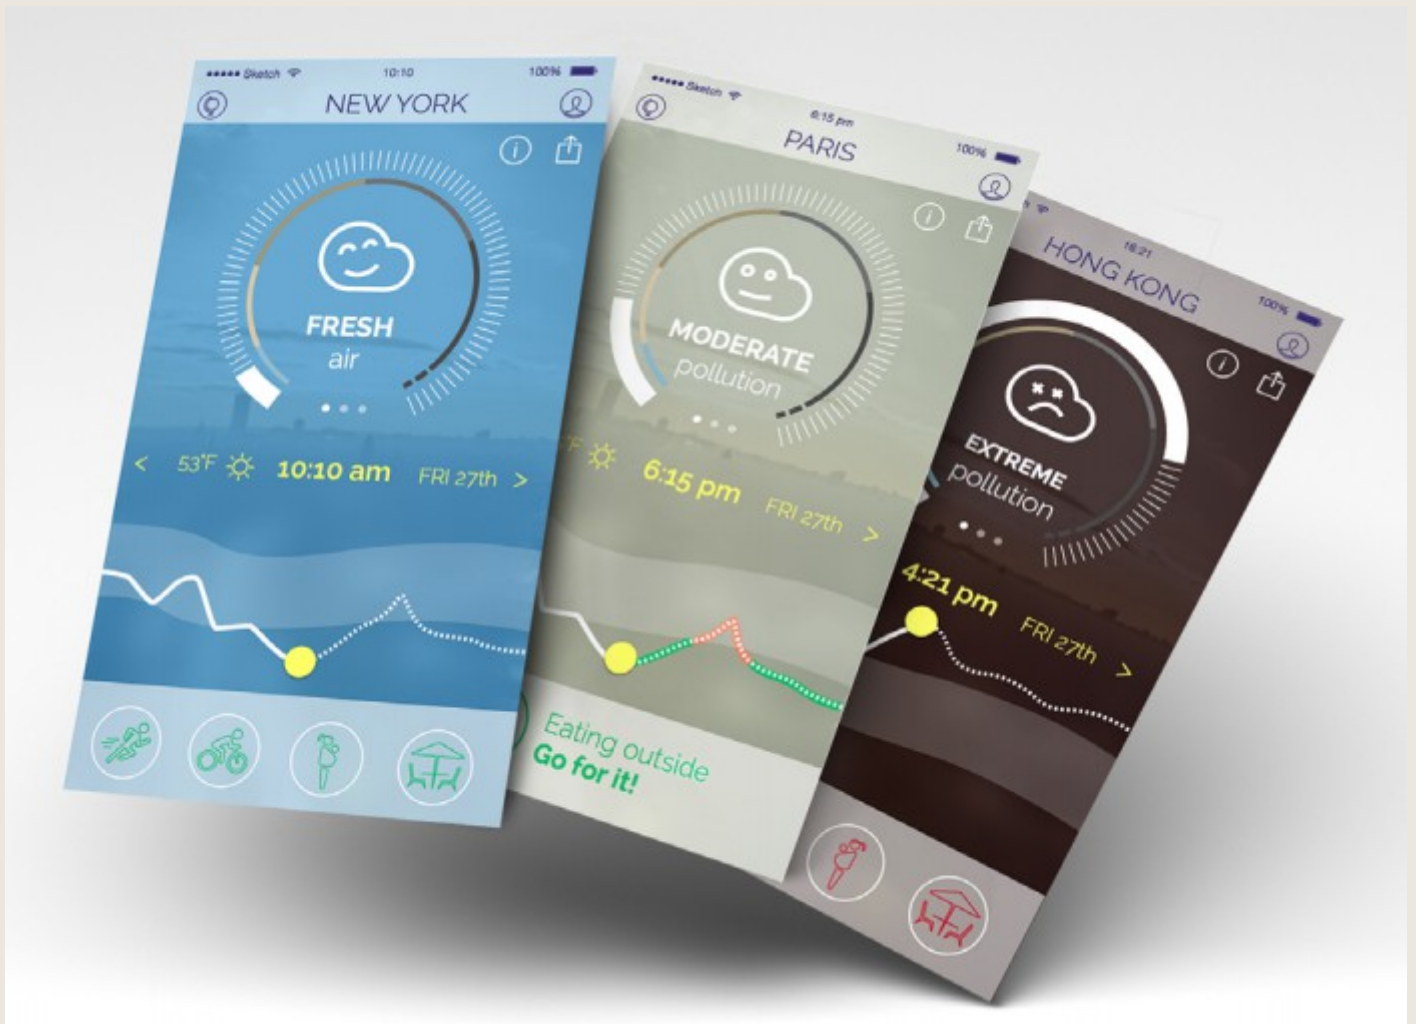 Sketch 10:10 100%
NEW YORK
FRESH
air
53°F 10:10 am FRI 27th
Sketch 6:15 pm 100%
PARIS
MODERATE
pollution
°F 6:15 pm FRI 27th
Eating outside
Go for it!
16:21 100%
HONG KONG
EXTREME
pollution
4:21 pm FRI 27th